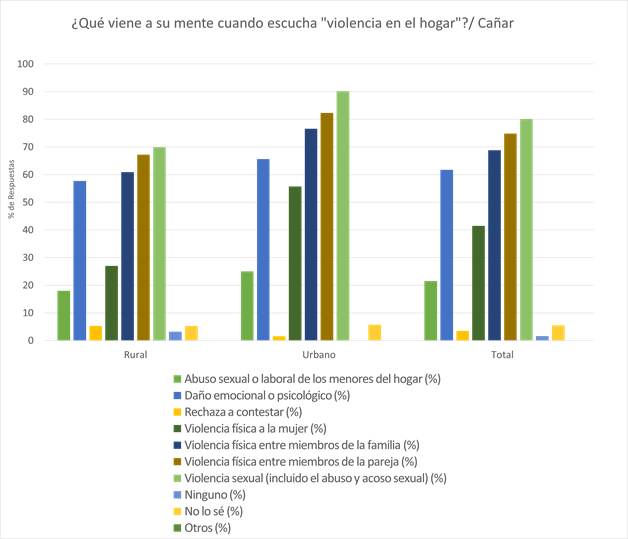 ¿Qué viene a su mente cuando escucha "violencia en el hogar"?/ Cañar
% de Respuestas
100
90
80
70
60
50
40
30
20
10
0
Rural Urbano Total
Abuso sexual o laboral de los menores del hogar (%)
Daño emocional o psicológico (%)
Rechaza a contestar (%)
Violencia física a la mujer (%)
Violencia física entre miembros de la familia (%)
Violencia física entre miembros de la pareja (%)
Violencia sexual (incluido el abuso y acoso sexual) (%)
Ninguno (%)
No lo sé (%)
Otros (%)